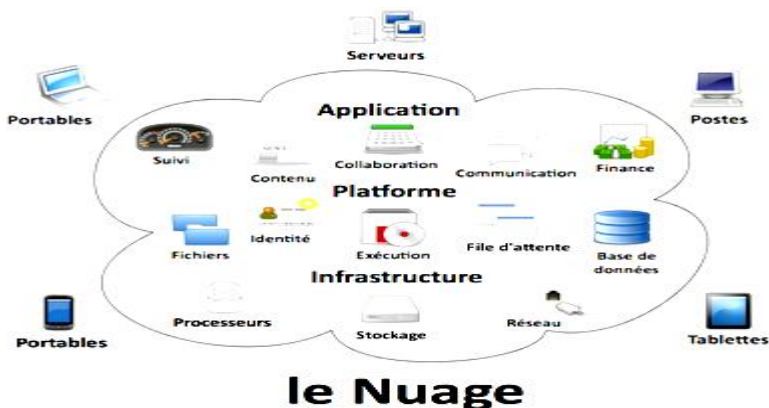 Serveurs
Portables
Postes
Application
Suivi
Contenu
Collaboration
Communication
Finance
Platforme
Fichiers
Identité
Exécution
File d'attente
Base de
données
Infrastructure
Processeurs
Stockage
Réseau
Portables
Tablettes
le Nuage